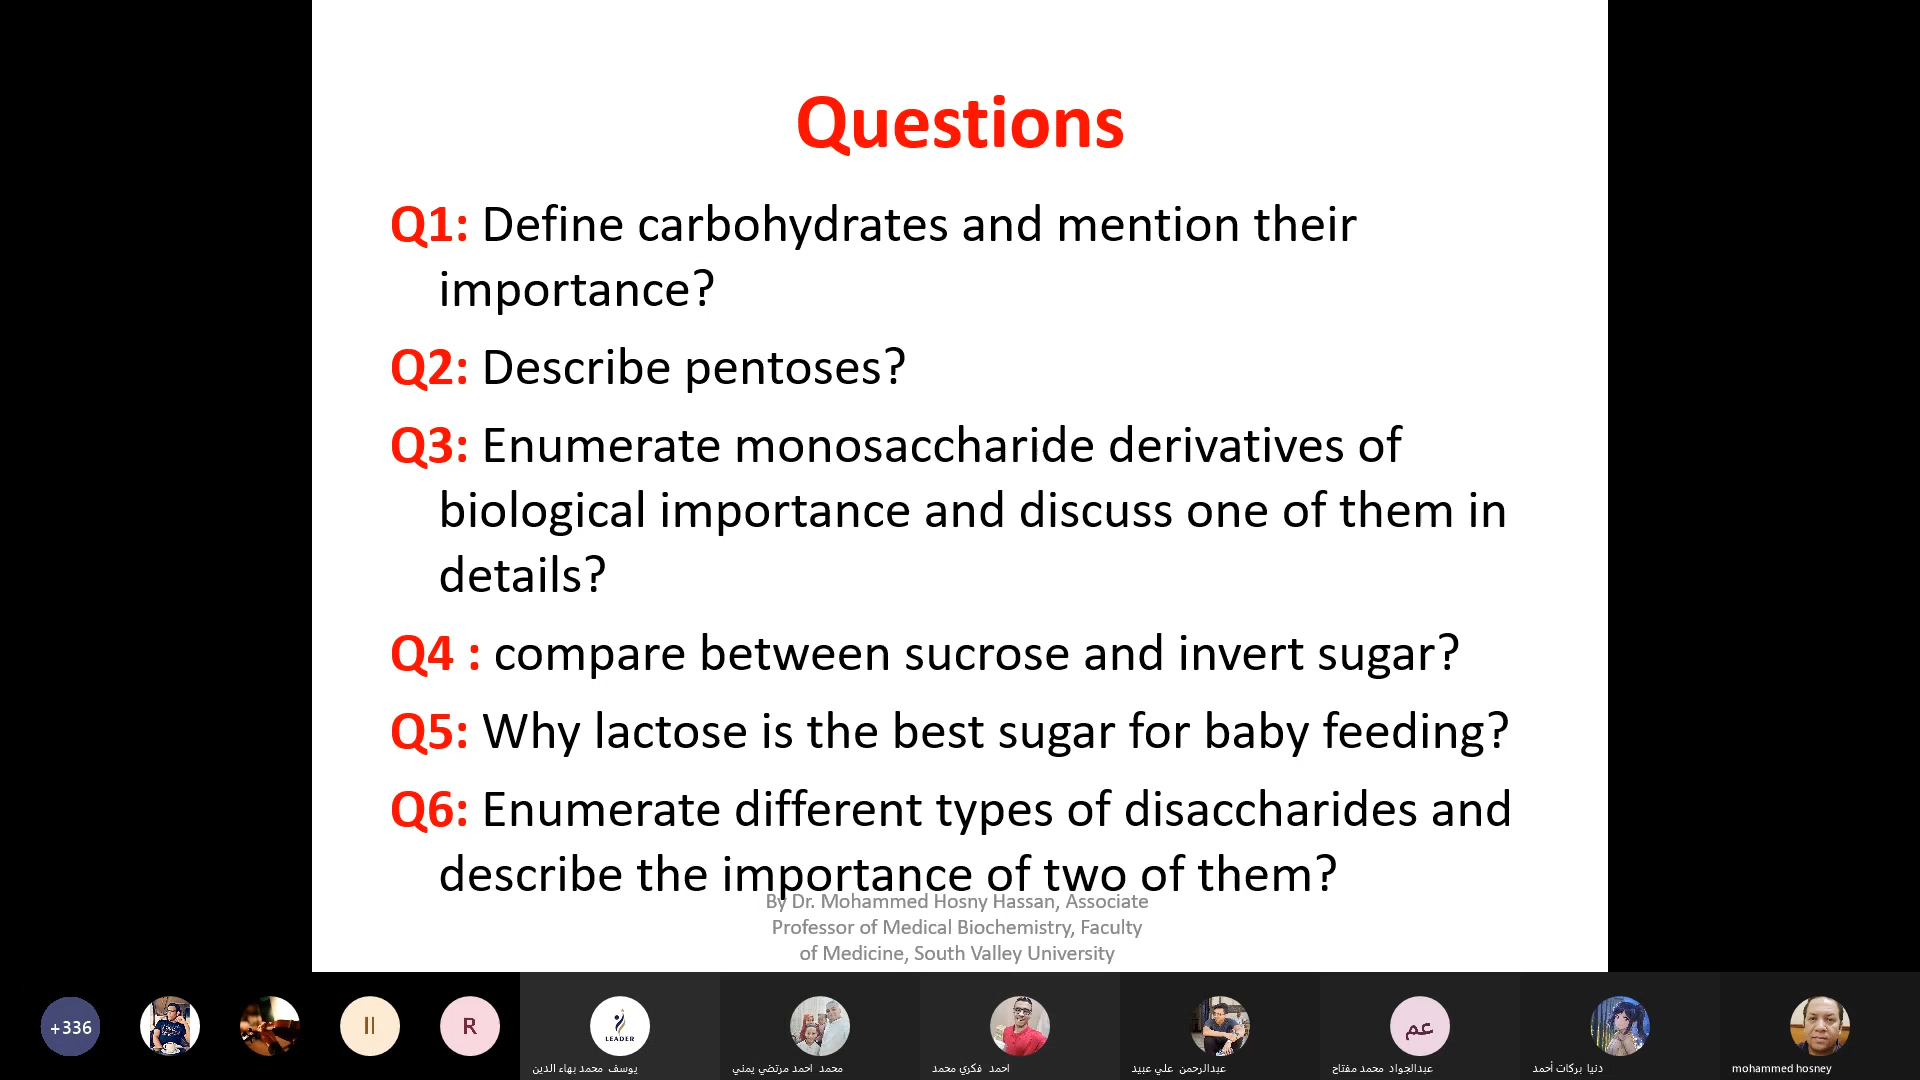 Questions
Q1: Define carbohydrates and mention their
importance?
Q2: Describe pentoses?
Q3: Enumerate monosaccharide derivatives of
biological importance and discuss one of them in
details?
Q4 : compare between sucrose and invert sugar?
Q5: Why lactose is the best sugar for baby feeding?
Q6: Enumerate different types of disaccharides and
describe the importance of two of them?
By Dr. Mohammed Hosny Hassan, Associate
Professor of Medical Biochemistry, Faculty
of Medicine, South Valley University
+336
II
R
LEADER
عم
يوسف محمد بهاء الدين
محمد احمد مرتضي يمني
احمد فكري محمد
عبدالرحمن علي عبيد
عبدالجواد محمد مفتاح
دنيا بركات أحمد
mohammed hosney